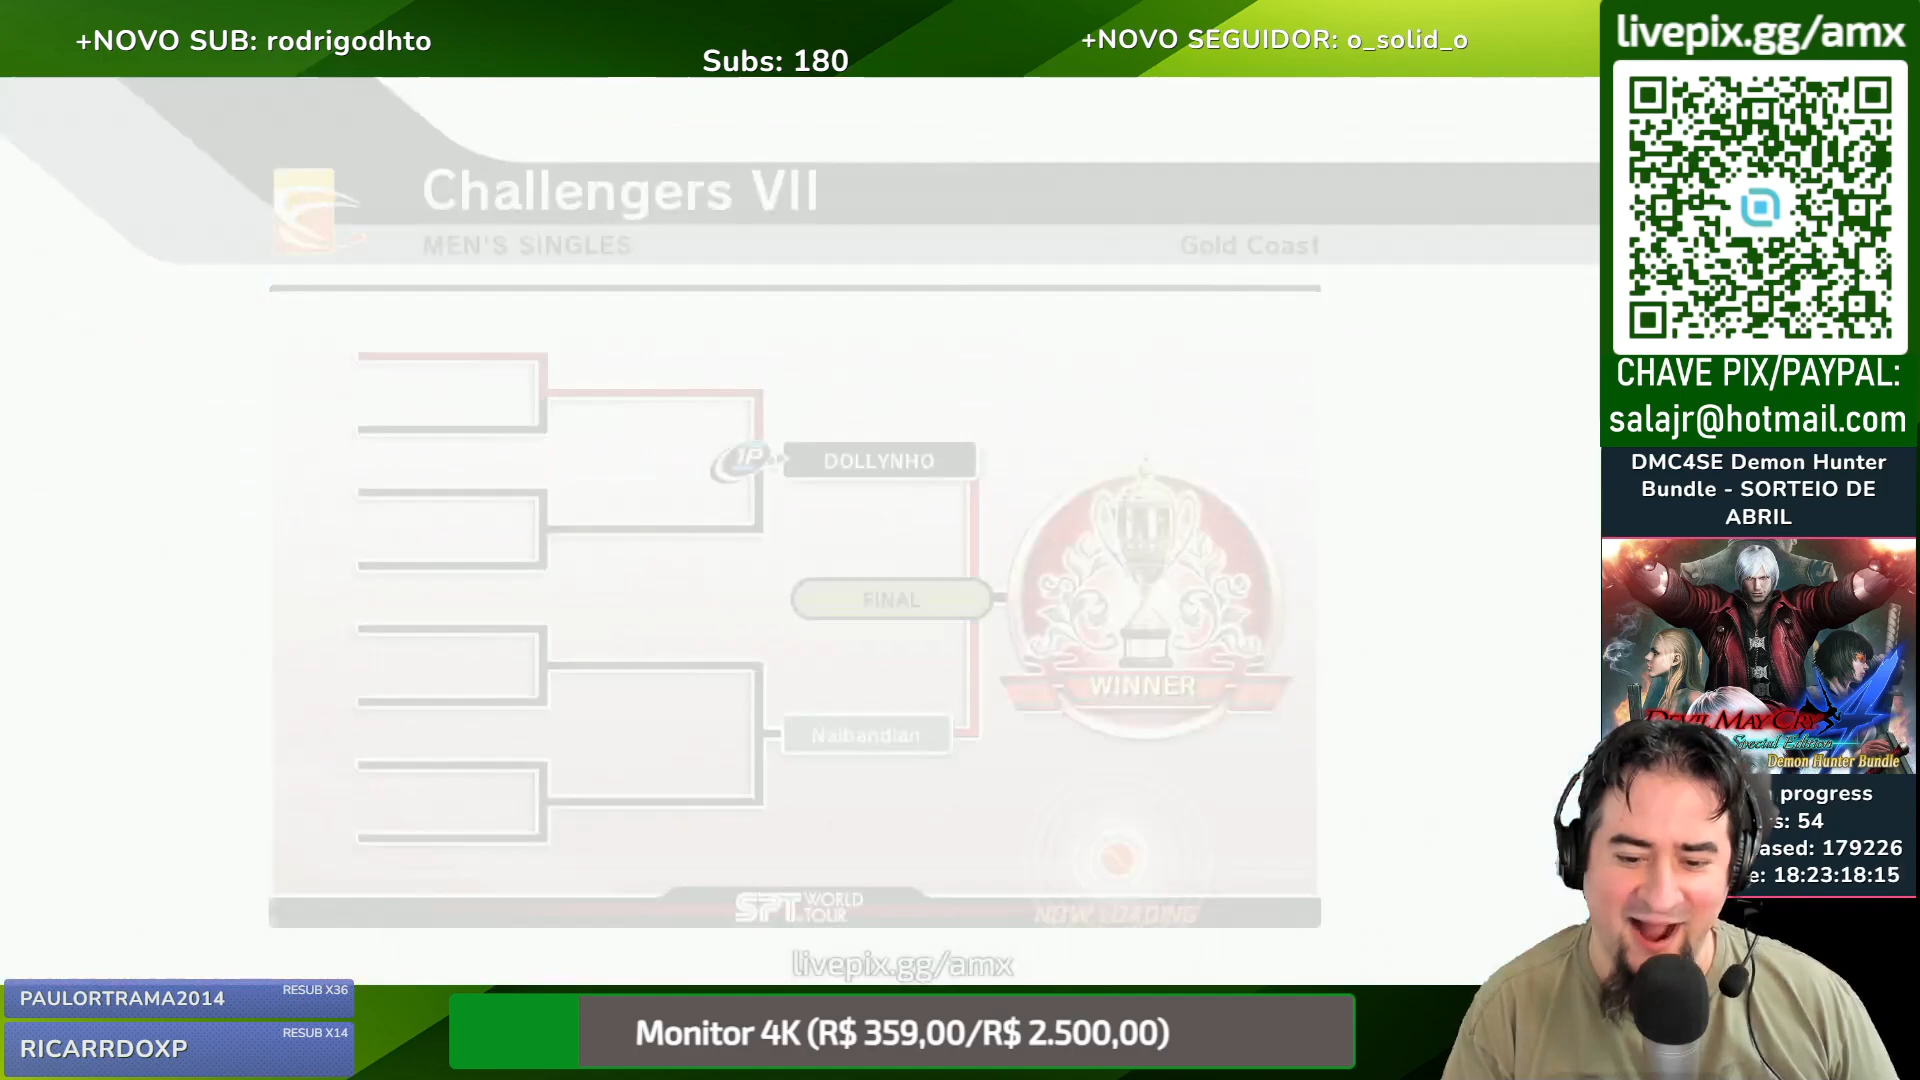 +NOVO SUB: rodrigodhto
Subs: 180
+NOVO SEGUIDOR: o_solid_o
livepix.gg/amx
CHAVE PIX/PAYPAL:
salajr@hotmail.com
DMC4SE Demon Hunter
Bundle - SORTEIO DE
ABRIL
DEVIL MAY CRY 4
Special Edition
Demon Hunter Bundle
progress
54
179226
18:23:18:15
Challengers VII
MEN'S SINGLES
Gold Coast
1P
DOLLYNHO
FINAL
WINNER
Nalbandian
SPT WORLD
TOUR
NOW LOADING
livepix.gg/amx
PAULORTRAMA2014
RESUB X36
RICARRDOXP
RESUB X14
Monitor 4K (R$ 359,00/R$ 2.500,00)